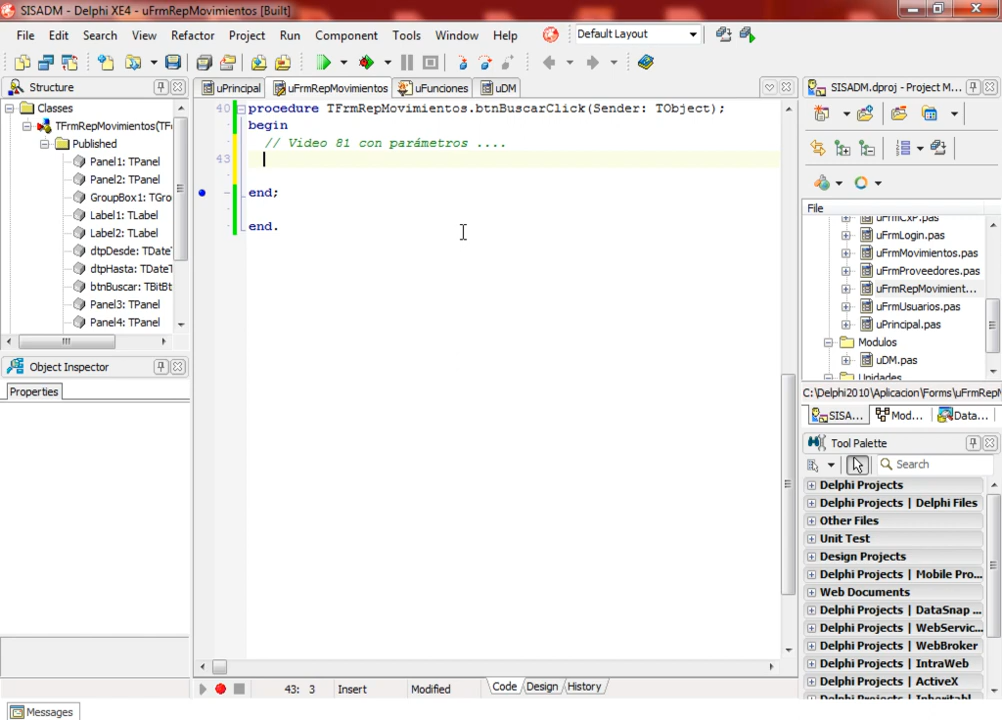 SISADM - Delphi XE4 - uFrmRepMovimientos [Built]
File Edit Search View Refactor Project Run Component Tools Window Help
Default Layout
Structure
Classes
TFrmRepMovimientos(TF
Published
Panel1: TPanel
Panel2: TPanel
GroupBox1: TGro
Label1: TLabel
Label2: TLabel
dtpDesde: TDateT
dtpHasta: TDateT
btnBuscar: TBitBt
Panel3: TPanel
Panel4: TPanel
Object Inspector
Properties
uPrincipal uFrmRepMovimientos uFunciones uDM
40 procedure TFrmRepMovimientos.btnBuscarClick(Sender: TObject);
begin
// Video 81 con parámetros ....
43
end;
end.
43: 3 Insert Modified Code Design History
Messages
SISADM.dproj - Project M...
File
uFrmCxP.pas
uFrmLogin.pas
uFrmMovimientos.pas
uFrmProveedores.pas
uFrmRepMovimient...
uFrmUsuarios.pas
uPrincipal.pas
Modulos
uDM.pas
Unidades
C:\Delphi2010\Aplicacion\Forms\uFrmRepM
SISA... Mod... Data...
Tool Palette
Search
Delphi Projects
Delphi Projects | Delphi Files
Other Files
Unit Test
Design Projects
Delphi Projects | Mobile Pro...
Web Documents
Delphi Projects | DataSnap ...
Delphi Projects | WebServic...
Delphi Projects | WebBroker
Delphi Projects | IntraWeb
Delphi Projects | ActiveX
Delphi Projects | Inheritabl